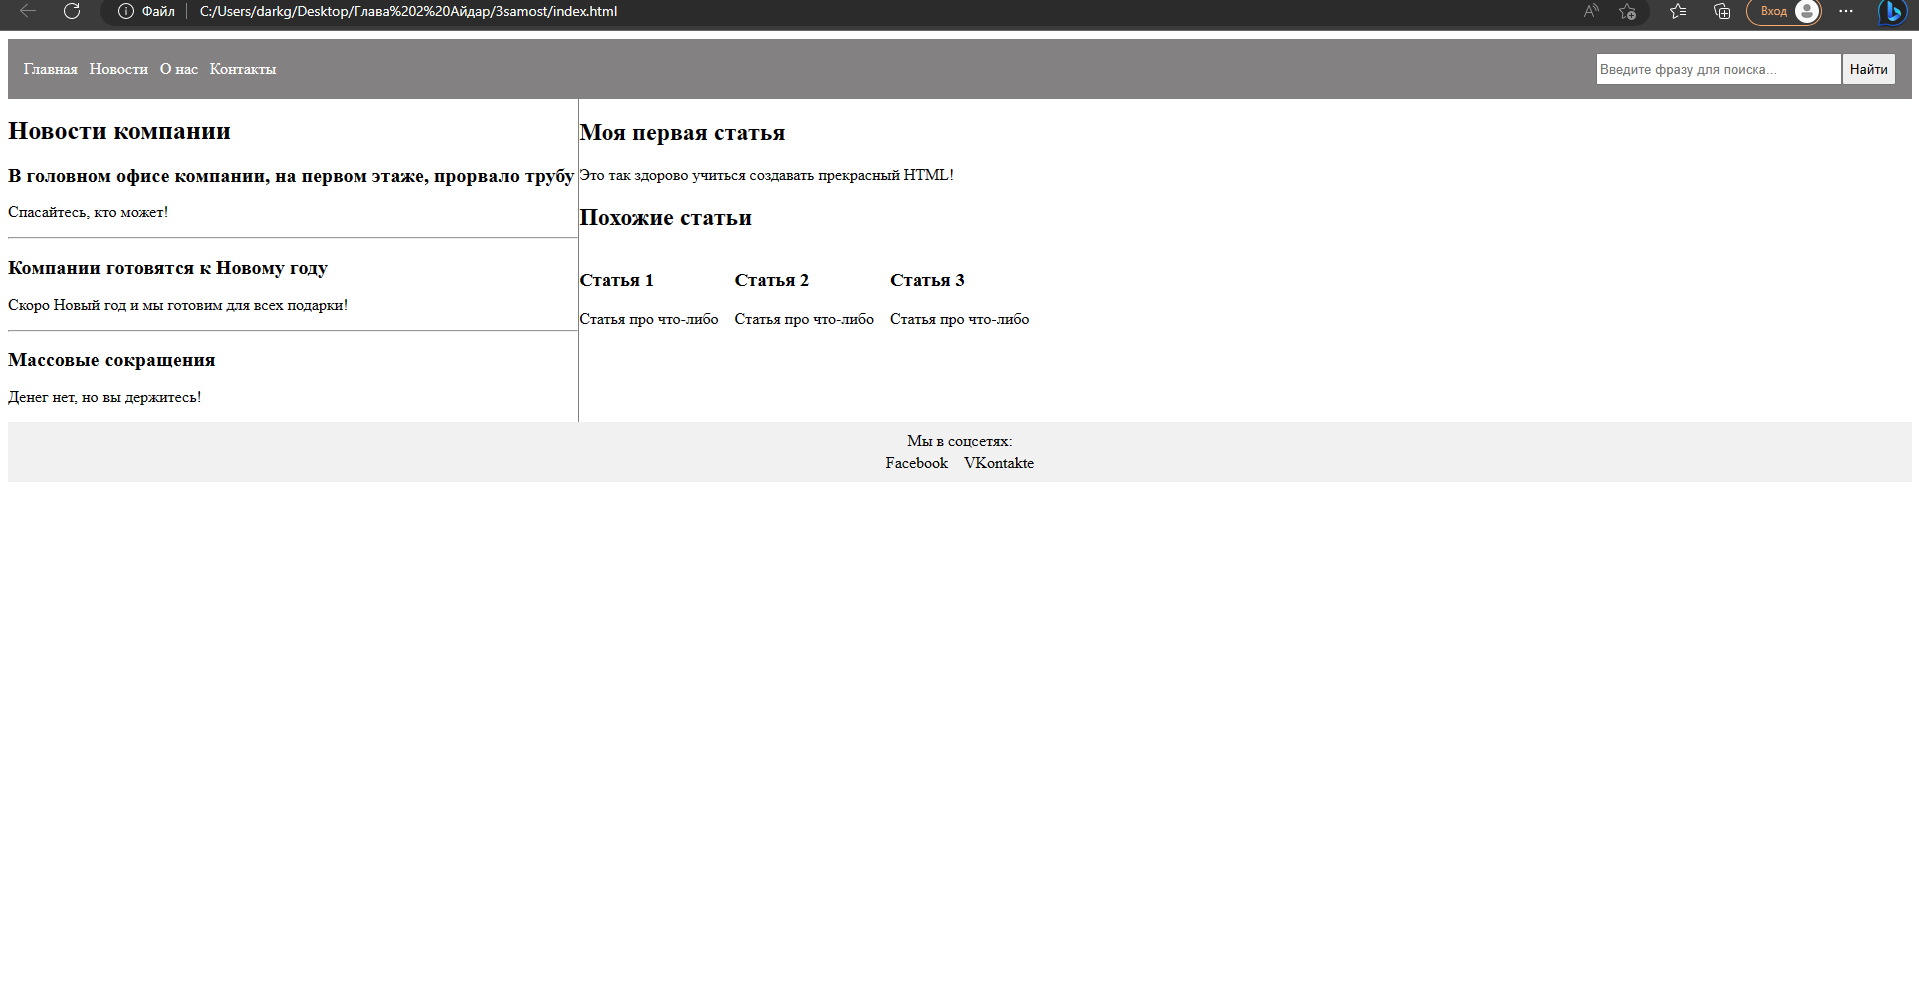 Файл C:/Users/darkg/Desktop/Глава%202%20Айдар/3samost/index.html Вход
Главная Новости О нас Контакты Введите фразу для поиска... Найти
Новости компании
В головном офисе компании, на первом этаже, прорвало трубу
Спасайтесь, кто может!
Компании готовятся к Новому году
Скоро Новый год и мы готовим для всех подарки!
Массовые сокращения
Денег нет, но вы держитесь!
Моя первая статья
Это так здорово учиться создавать прекрасный HTML!
Похожие статьи
Статья 1 Статья 2 Статья 3
Статья про что-либо Статья про что-либо Статья про что-либо
Мы в соцсетях:
Facebook VKontakte